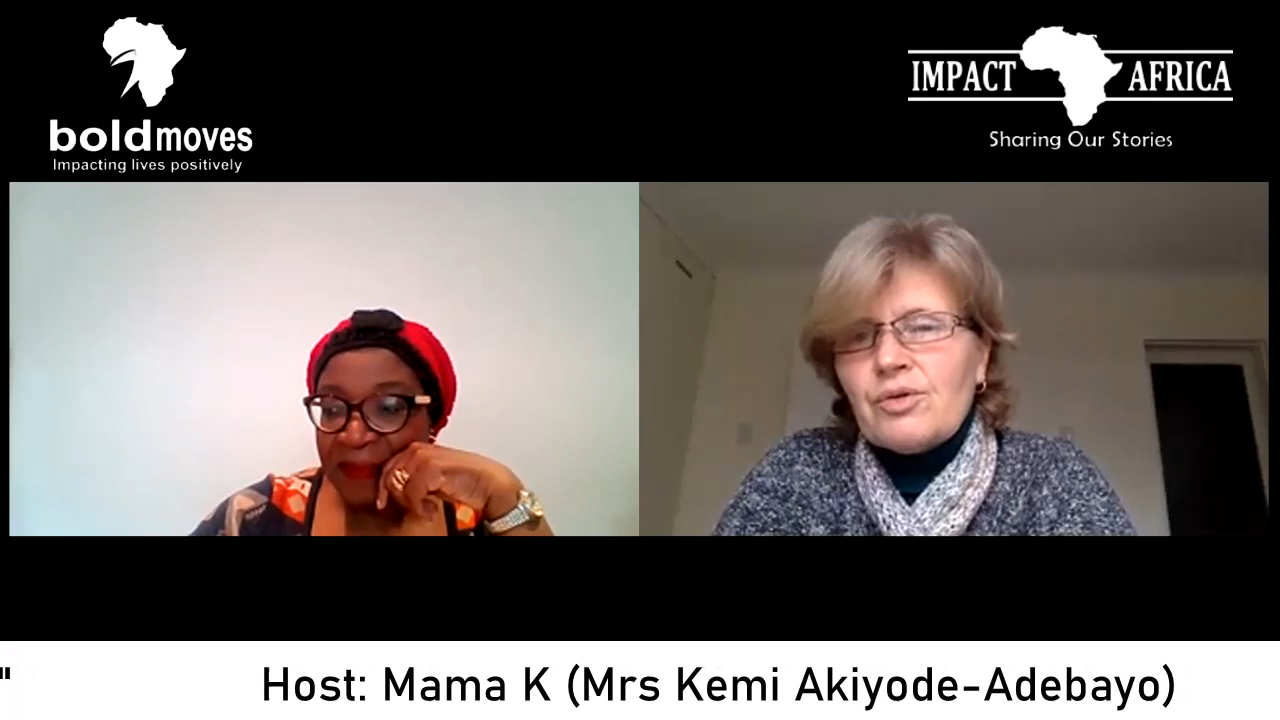 boldmoves
Impacting lives positively
IMPACT AFRICA
Sharing Our Stories
" Host: Mama K (Mrs Kemi Akiyode-Adebayo)